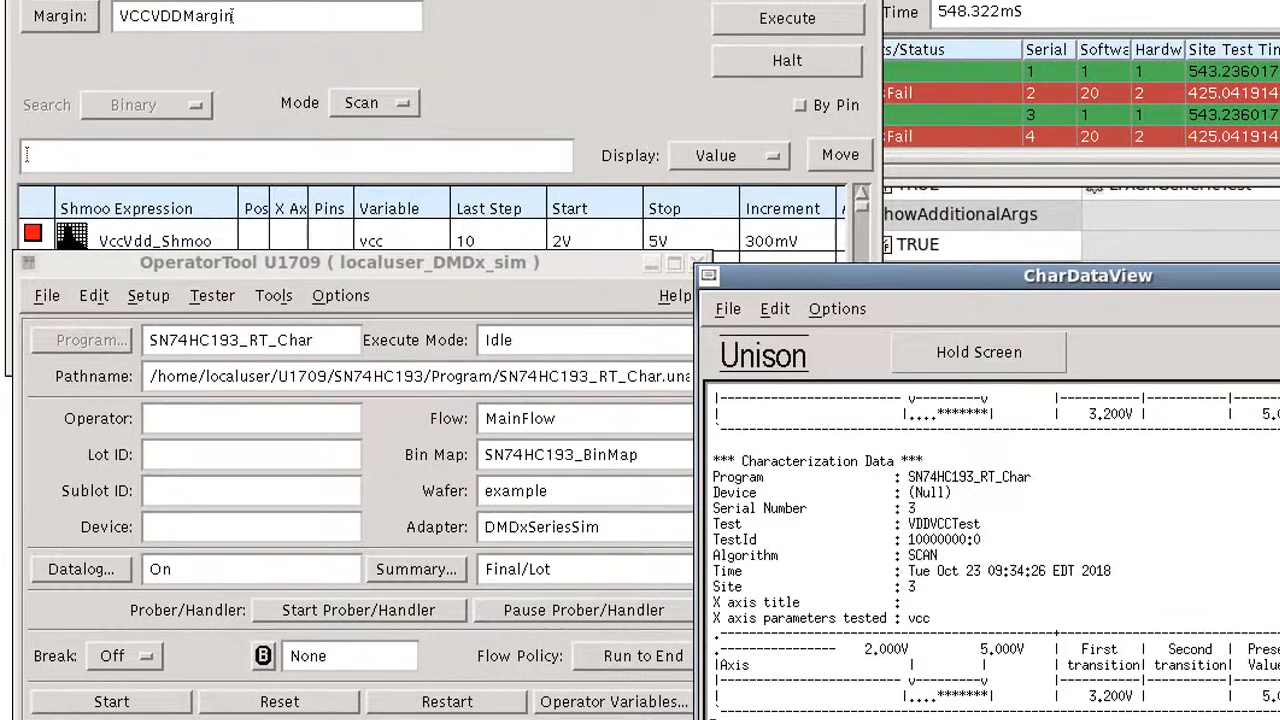 Margin: VCCVDDMargin
Execute
Halt
Search Binary Mode Scan By Pin
Display: Value Move
Shmoo Expression Pos X Ax Pins Variable Last Step Start Stop Increment
VccVdd_Shmoo vcc 10 2V 5V 300mV
Time 548.322mS
s/Status Serial Softwa Hardw Site Test Tim
1 1 1 543.236017
Fail 2 20 2 425.041914
3 1 1 543.236017
Fail 4 20 2 425.041914
TRUE
howAdditionalArgs
TRUE
OperatorTool U1709 ( localuser_DMDx_sim )
File Edit Setup Tester Tools Options Help
Program... SN74HC193_RT_Char Execute Mode: Idle
Pathname: /home/localuser/U1709/SN74HC193/Program/SN74HC193_RT_Char.una
Operator: Flow: MainFlow
Lot ID: Bin Map: SN74HC193_BinMap
Sublot ID: Wafer: example
Device: Adapter: DMDxSeriesSim
Datalog... On Summary... Final/Lot
Prober/Handler: Start Prober/Handler Pause Prober/Handler
Break: Off B None Flow Policy: Run to End
Start Reset Restart Operator Variables...
CharDataView
File Edit Options
Unison Hold Screen
|------------------------ v---------v |----------|----------|-----
| |....*******| | 3.200V | | 5.0
*** Characterization Data ***
Program : SN74HC193_RT_Char
Device : (Null)
Serial Number : 3
Test : VDDVCCTest
TestId : 10000000:0
Algorithm : SCAN
Time : Tue Oct 23 09:34:26 EDT 2018
Site : 3
X axis title :
X axis parameters tested : vcc
|--------------- 2.000V 5.000V | First | Second | Prese
|Axis | | | transition| transition| Value
|------------------------ v---------v |----------|----------|-----
| |....*******| | 3.200V | | 5.0